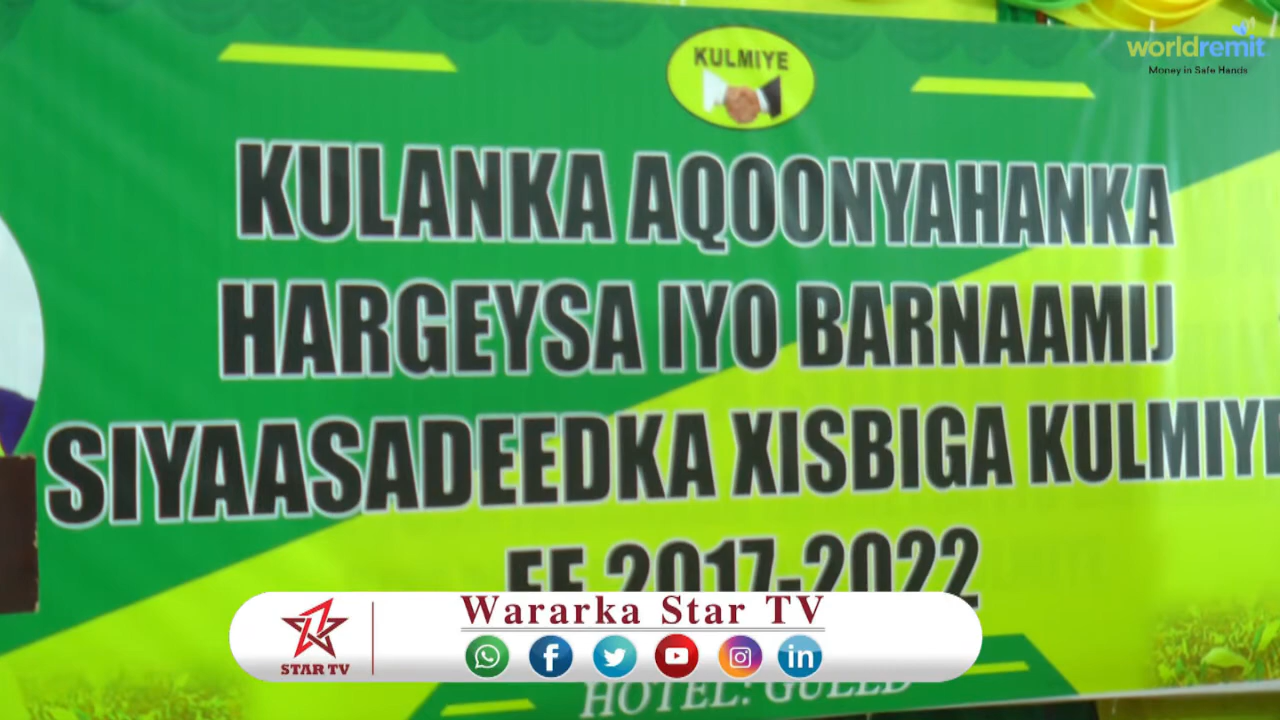 worldremit
Money in Safe Hands
KULMIYE
KULANKA AQOONYAHANKA
HARGEYSA IYO BARNAAMIJ
SIYAASADEEDKA XISBIGA KULMIYE
EE 2017-2022
Wararka Star TV
STAR TV
HOTEL: GULED